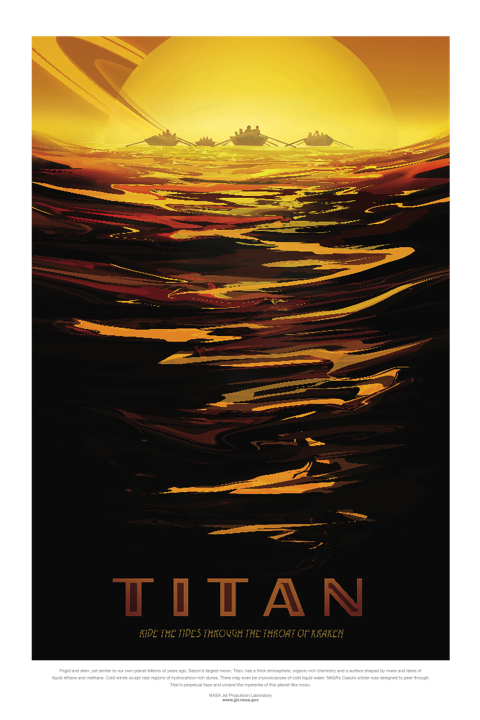 TITAN
RIDE THE TIDES THROUGH THE THROAT OF KRAKEN
Frigid and alien, yet similar to our own planet billions of years ago, Saturn's largest moon, Titan, has a thick atmosphere, organic-rich chemistry and a surface shaped by rivers and lakes of
liquid ethane and methane. Cold winds sculpt vast regions of hydrocarbon-rich dunes. There may even be cryovolcanoes of cold liquid water. NASA's Cassini orbiter was designed to peer through
Titan's perpetual haze and unravel the mysteries of this planet-like moon.
NASA Jet Propulsion Laboratory
www.jpl.nasa.gov